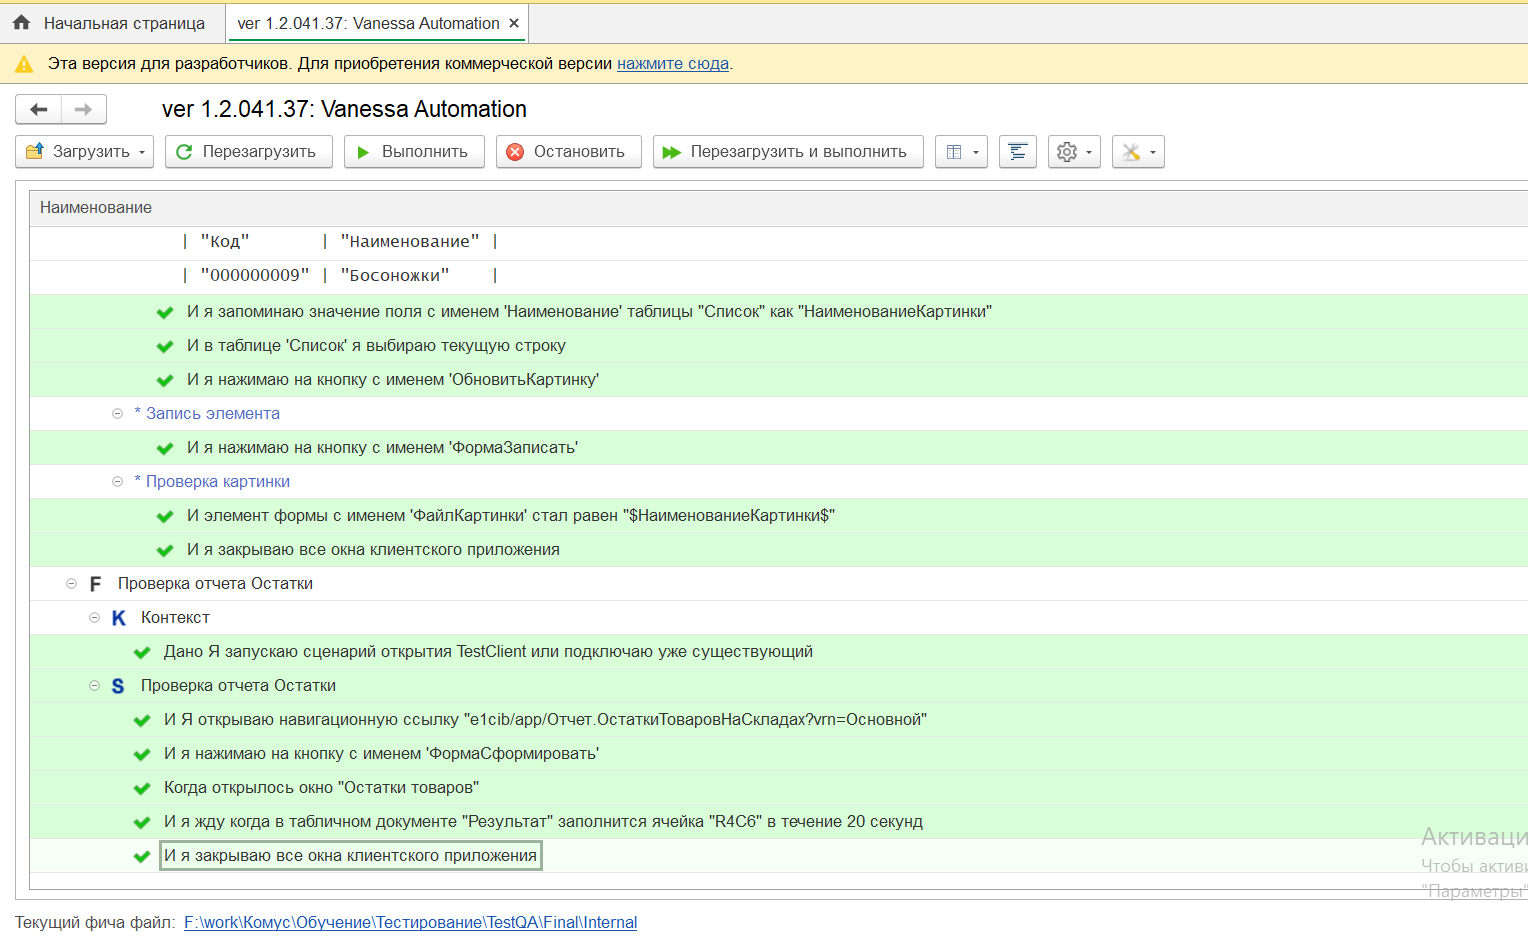 Начальная страница
ver 1.2.041.37: Vanessa Automation ×
Эта версия для разработчиков. Для приобретения коммерческой версии нажмите сюда.
ver 1.2.041.37: Vanessa Automation
Загрузить
Перезагрузить
Выполнить
Остановить
Перезагрузить и выполнить
Наименование
| "Код" | "Наименование" |
| "000000009" | "Босоножки" |
И я запоминаю значение поля с именем 'Наименование' таблицы "Список" как "НаименованиеКартинки"
И в таблице 'Список' я выбираю текущую строку
И я нажимаю на кнопку с именем 'ОбновитьКартинку'
* Запись элемента
И я нажимаю на кнопку с именем 'ФормаЗаписать'
* Проверка картинки
И элемент формы с именем 'ФайлКартинки' стал равен "$НаименованиеКартинки$"
И я закрываю все окна клиентского приложения
F Проверка отчета Остатки
K Контекст
Дано Я запускаю сценарий открытия TestClient или подключаю уже существующий
S Проверка отчета Остатки
И Я открываю навигационную ссылку "e1cib/app/Отчет.ОстаткиТоваровНаСкладах?vrn=Основной"
И я нажимаю на кнопку с именем 'ФормаСформировать'
Когда открылось окно "Остатки товаров"
И я жду когда в табличном документе "Результат" заполнится ячейка "R4C6" в течение 20 секунд
И я закрываю все окна клиентского приложения
Активаци
Чтобы активи
"Параметры"
Текущий фича файл: F:\work\Комус\Обучение\Тестирование\TestQA\Final\Internal